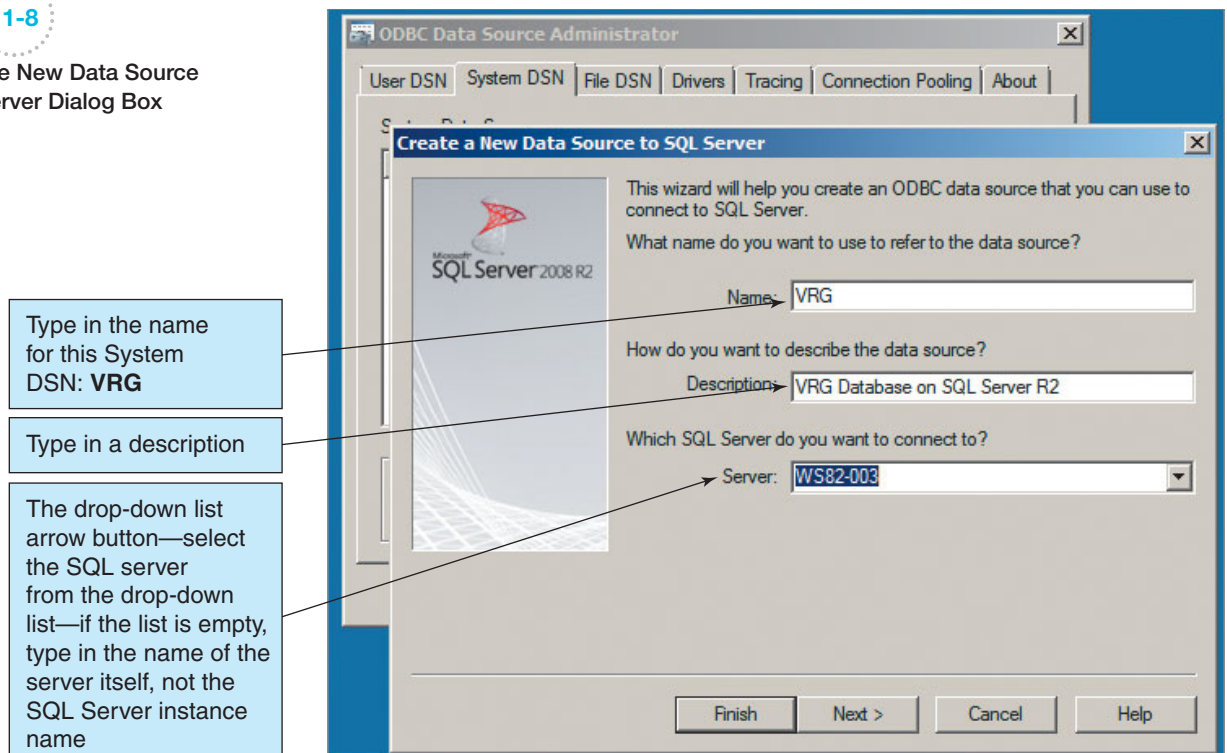 1-8
e New Data Source
erver Dialog Box
ODBC Data Source Administrator
User DSN System DSN File DSN Drivers Tracing Connection Pooling About
Create a New Data Source to SQL Server
Microsoft
SQL Server 2008 R2
This wizard will help you create an ODBC data source that you can use to
connect to SQL Server.
What name do you want to use to refer to the data source?
Name: VRG
How do you want to describe the data source?
Description: VRG Database on SQL Server R2
Which SQL Server do you want to connect to?
Server: WS82-003
Finish Next > Cancel Help
Type in the name
for this System
DSN: VRG
Type in a description
The drop-down list
arrow button—select
the SQL server
from the drop-down
list—if the list is empty,
type in the name of the
server itself, not the
SQL Server instance
name